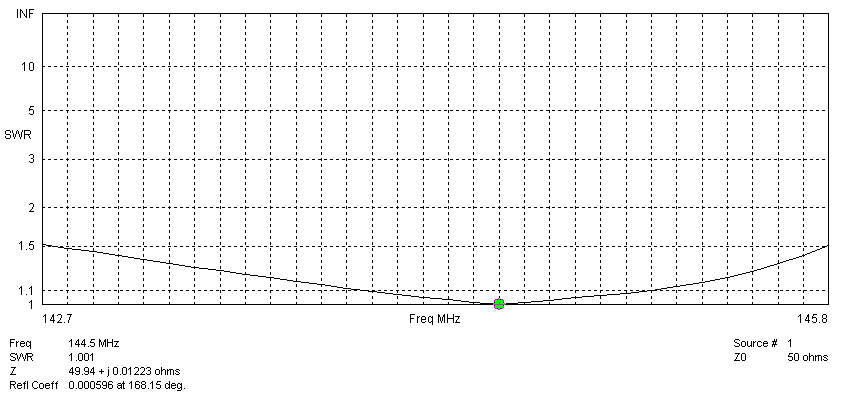 INF
10
5
SWR
3
2
1.5
1.1
1
142.7 Freq MHz 145.8
Freq 144.5 MHz Source # 1
SWR 1.001 Z0 50 ohms
Z 49.94 + j 0.01223 ohms
Refl Coeff 0.000596 at 168.15 deg.